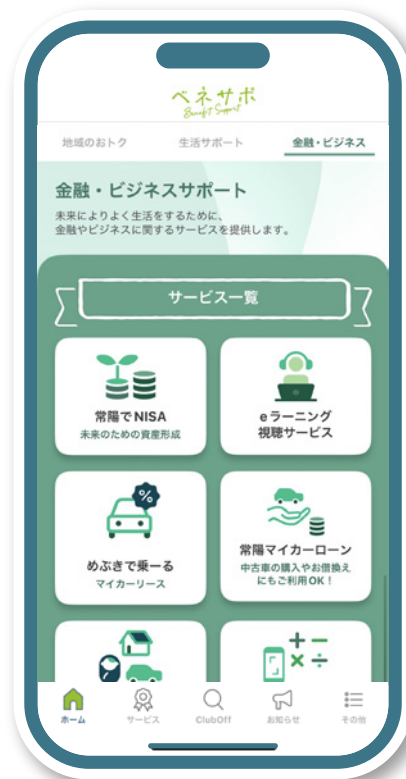 ベネサポ
Benefit Support
地域のおトク 生活サポート 金融・ビジネス
金融・ビジネスサポート
未来によりよく生活をするために、
金融やビジネスに関するサービスを提供します。
サービス一覧
常陽でNISA
未来のための資産形成
eラーニング
視聴サービス
%
めぶきで乗ーる
マイカーリース
常陽マイカーローン
中古車の購入やお借換え
にもご利用OK！
ホーム サービス ClubOff お知らせ その他